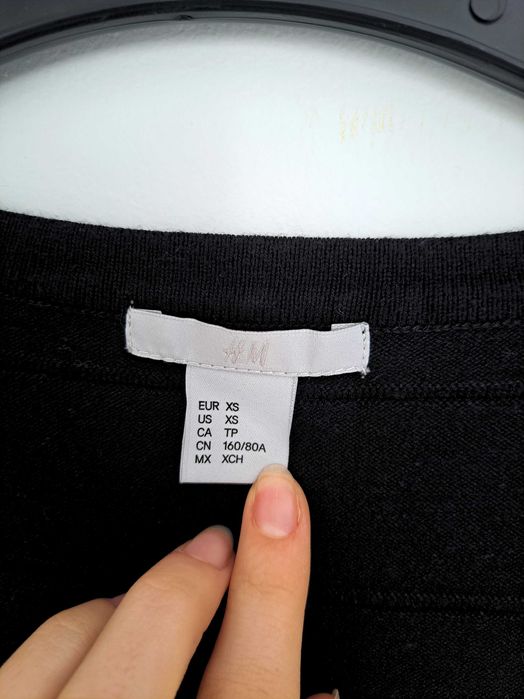 H&M
EUR XS
US XS
CA TP
CN 160/80A
MX XCH